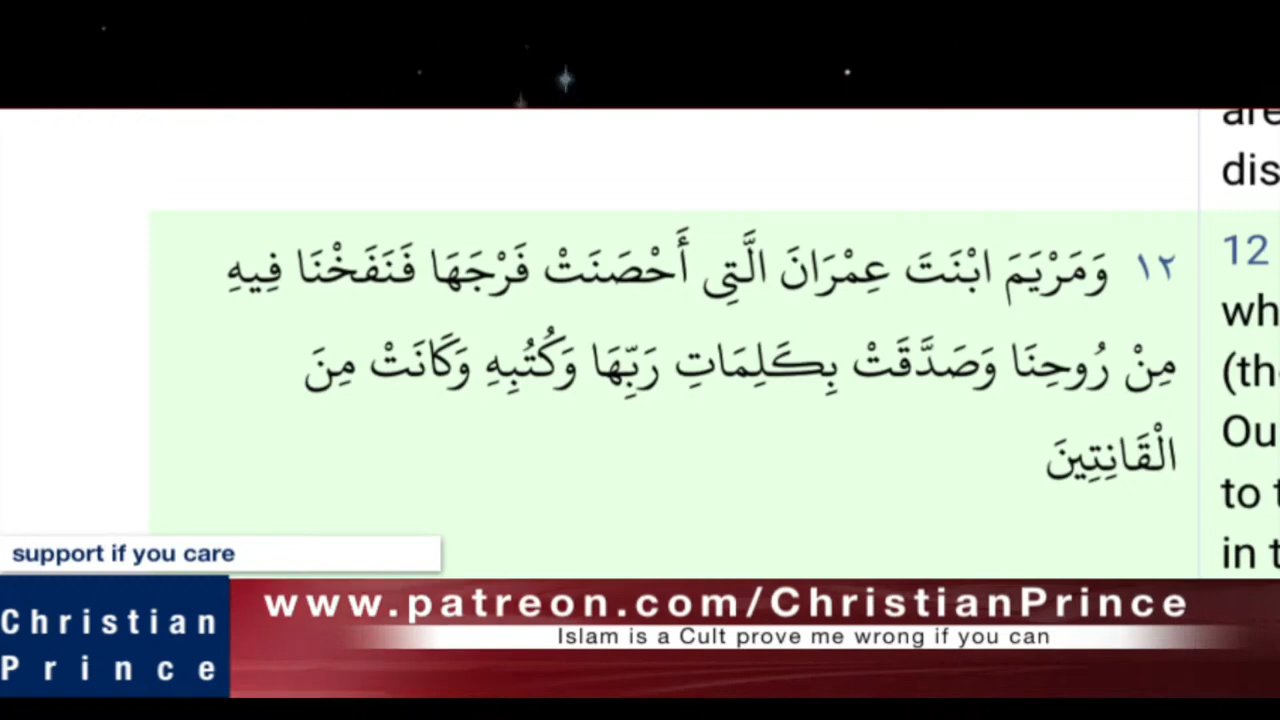 are
dis
١٢ وَمَرْيَمَ ابْنَتَ عِمْرَانَ الَّتِي أَحْصَنَتْ فَرْجَهَا فَنَفَخْنَا فِيهِ
مِنْ رُوحِنَا وَصَدَّقَتْ بِكَلِمَاتِ رَبِّهَا وَكُتُبِهِ وَكَانَتْ مِنَ
الْقَانِتِينَ
12
wh
(the
Ou
to t
in t
support if you care
Christian
Prince
www.patreon.com/ChristianPrince
Islam is a Cult prove me wrong if you can